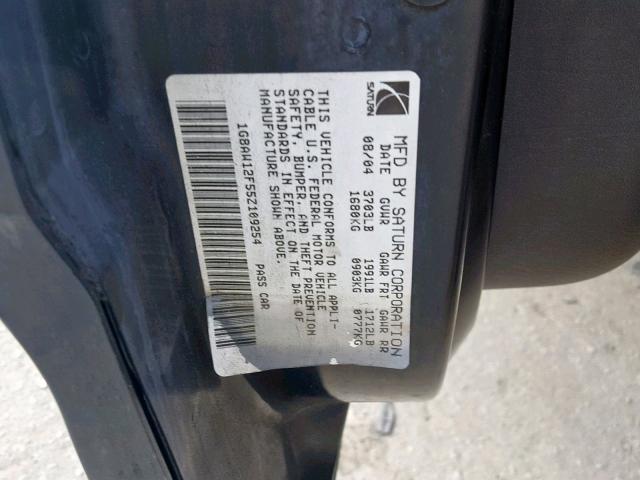 SATURN
MFD BY SATURN CORPORATION
DATE GVWR GAWR FRT GAWR RR
08/04 3703LB 1991LB 1712LB
1680KG 0903KG 0777KG
THIS VEHICLE CONFORMS TO ALL APPLI-
CABLE U.S. FEDERAL MOTOR VEHICLE
SAFETY, BUMPER, AND THEFT PREVENTION
STANDARDS IN EFFECT ON THE DATE OF
MANUFACTURE SHOWN ABOVE.
1G8AW12F55Z109254 PASS CAR